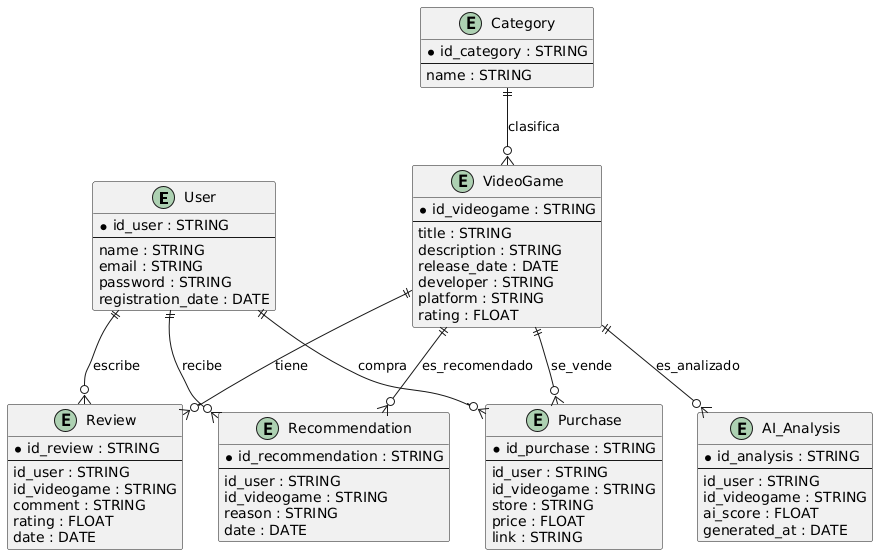 E Category
* id_category : STRING
name : STRING
clasifica
E User
* id_user : STRING
name : STRING
email : STRING
password : STRING
registration_date : DATE
E VideoGame
* id_videogame : STRING
title : STRING
description : STRING
release_date : DATE
developer : STRING
platform : STRING
rating : FLOAT
escribe
recibe
tiene
compra
es_recomendado
se_vende
es_analizado
E Review
* id_review : STRING
id_user : STRING
id_videogame : STRING
comment : STRING
rating : FLOAT
date : DATE
E Recommendation
* id_recommendation : STRING
id_user : STRING
id_videogame : STRING
reason : STRING
date : DATE
E Purchase
* id_purchase : STRING
id_user : STRING
id_videogame : STRING
store : STRING
price : FLOAT
link : STRING
E AI_Analysis
* id_analysis : STRING
id_user : STRING
id_videogame : STRING
ai_score : FLOAT
generated_at : DATE